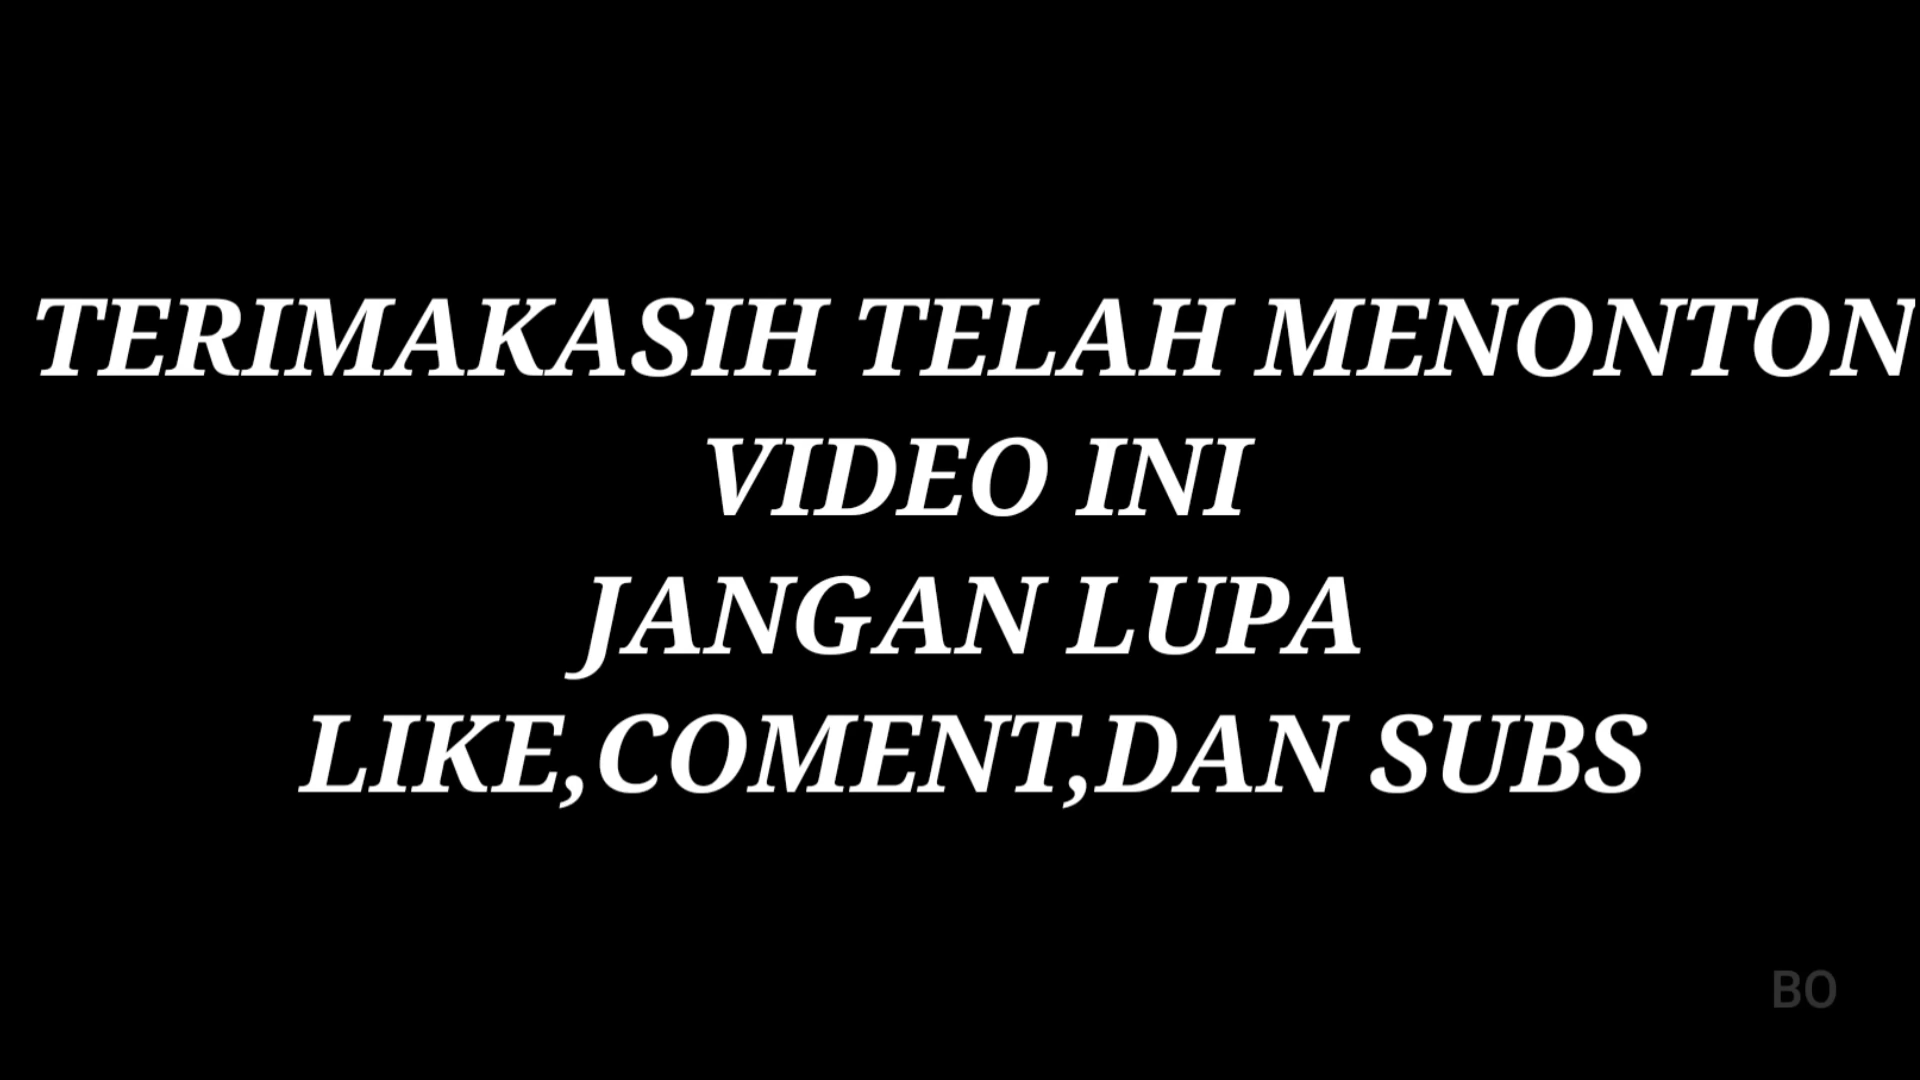 TERIMAKASIH TELAH MENONTON
VIDEO INI
JANGAN LUPA
LIKE,COMENT,DAN SUBS
BO